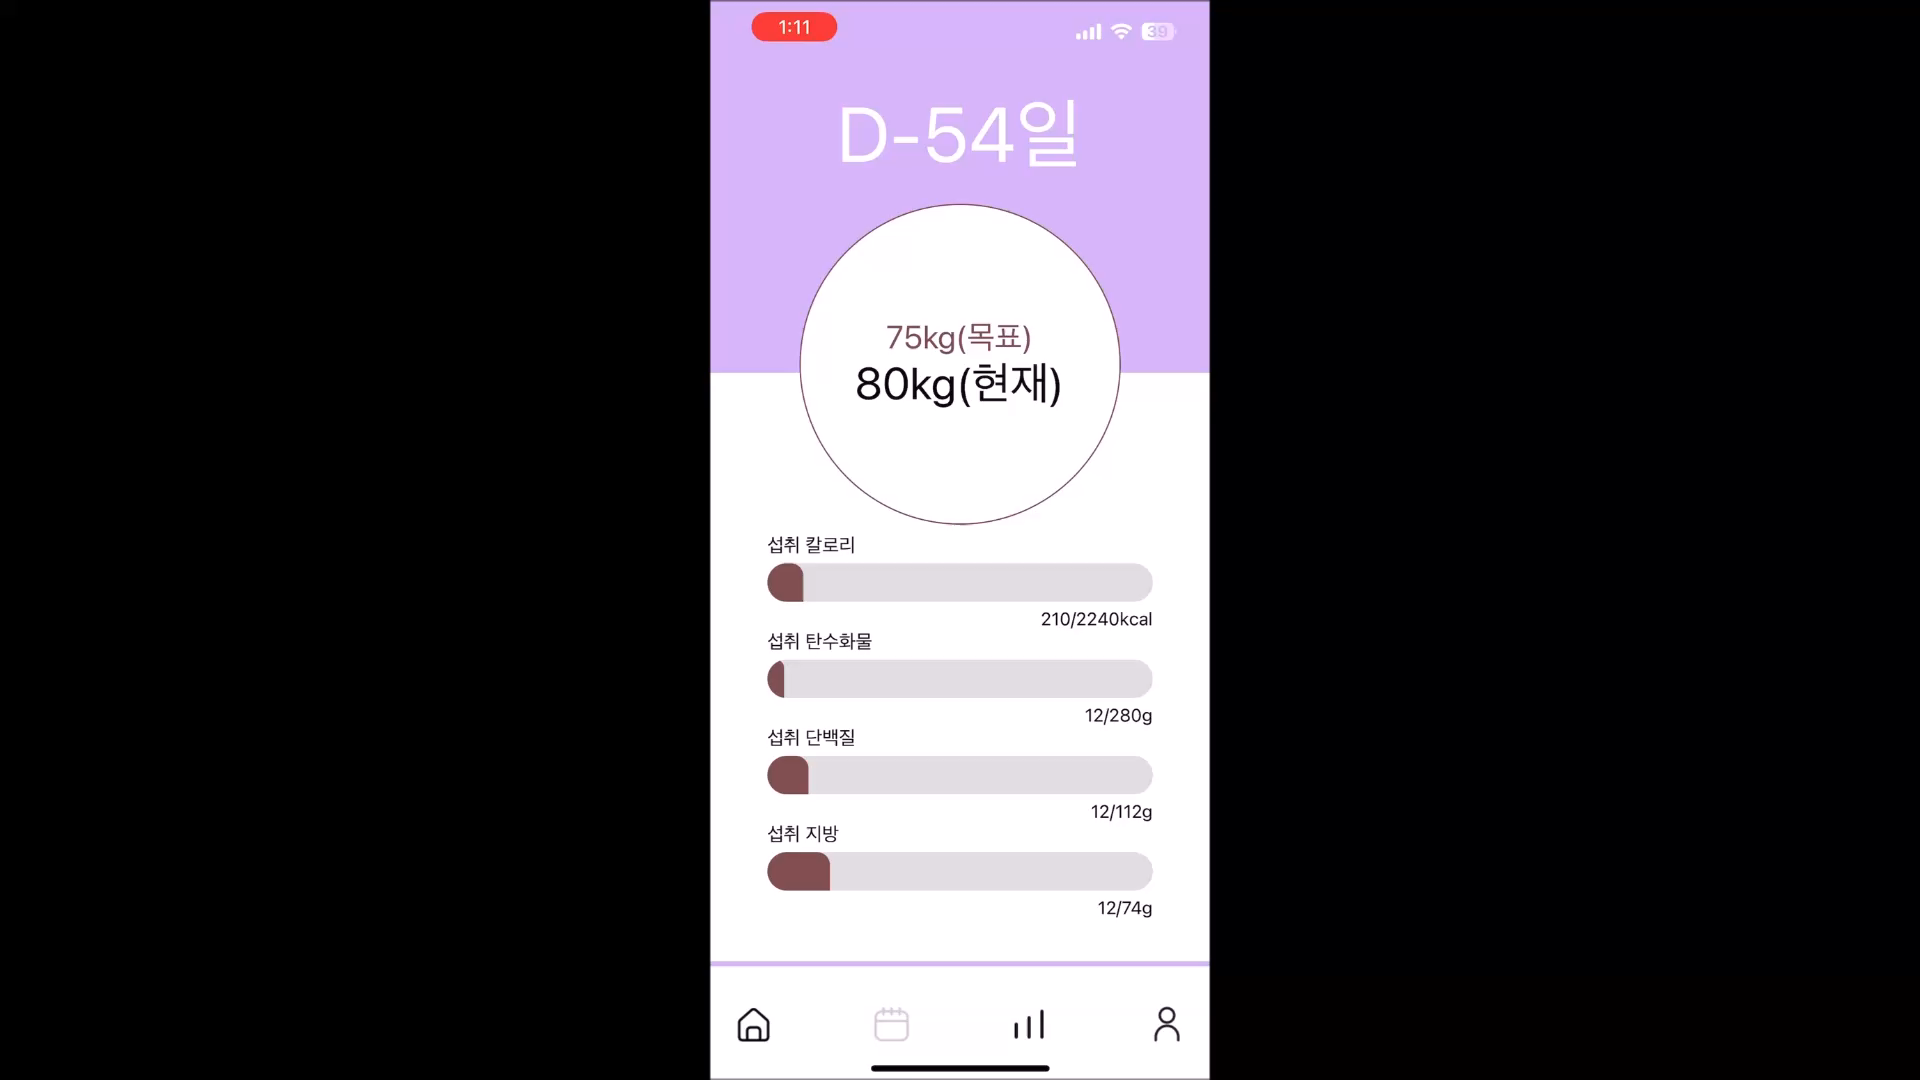 1:11
39
D-54일
75kg(목표)
80kg(현재)
섭취 칼로리
210/2240kcal
섭취 탄수화물
12/280g
섭취 단백질
12/112g
섭취 지방
12/74g